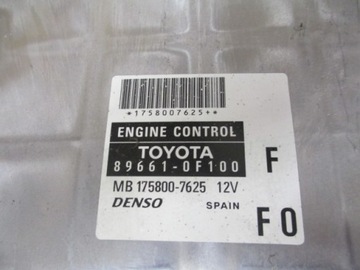 *1758007625*
ENGINE CONTROL
TOYOTA
89661-0F100 F
MB 175800-7625 12V
DENSO SPAIN F0